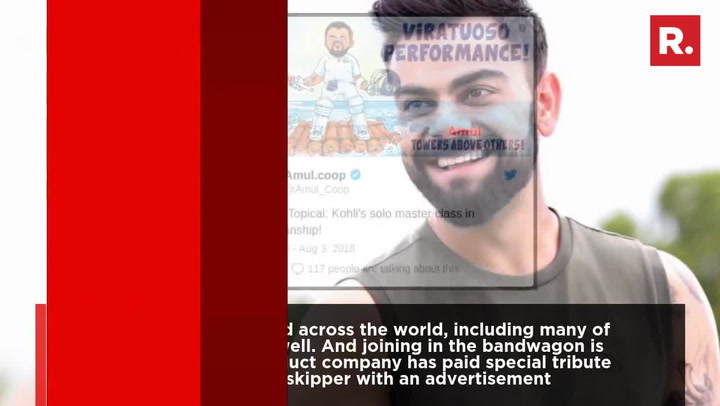 R.
ViRATUOSO
PERFORMANCE!
Amul
TOWERS ABOVE OTHERS!
Amul.coop
@Amul_Coop
Topical: Kohli's solo master class in
anship!
- Aug 3, 2018
117 people are talking about this
d across the world, including many of
ell. And joining in the bandwagon is
uct company has paid special tribute
skipper with an advertisement